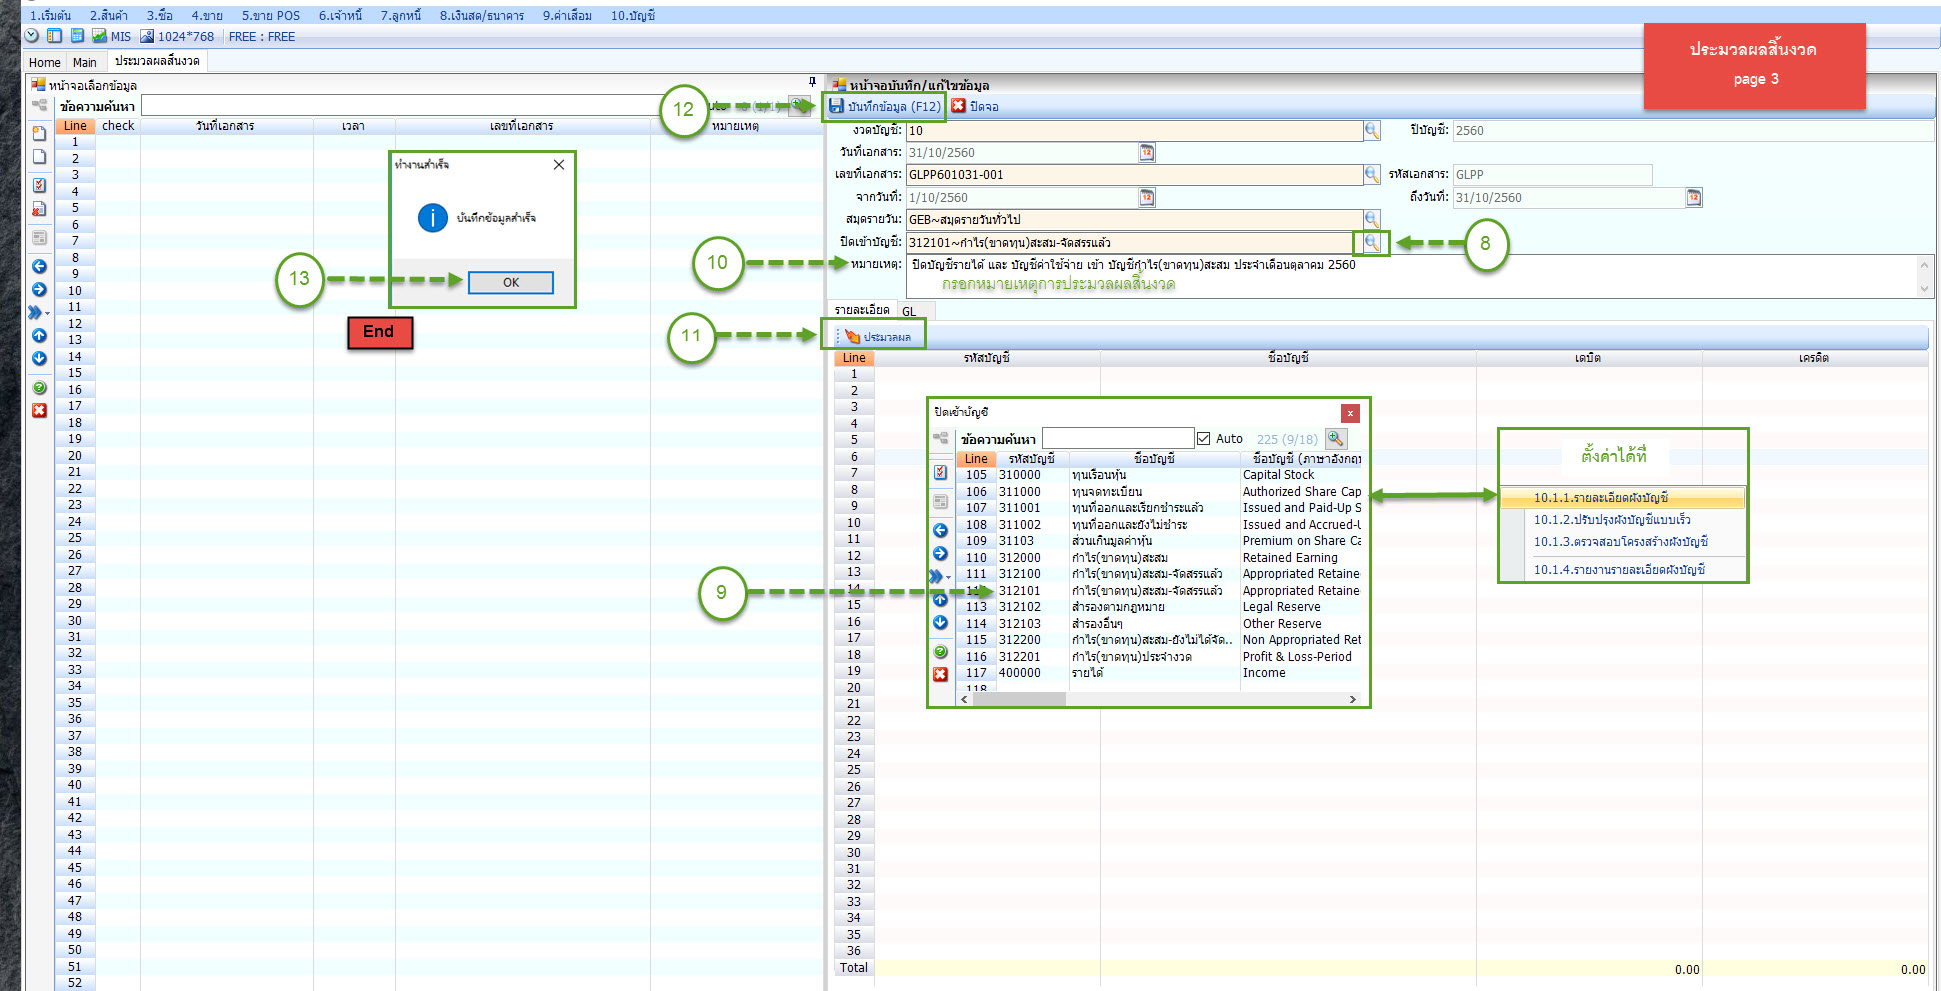 1.เริ่มต้น 2.สินค้า 3.ซื้อ 4.ขาย 5.ขาย POS 6.เจ้าหนี้ 7.ลูกหนี้ 8.เงินสด/ธนาคาร 9.ค่าเสื่อม 10.บัญชี
MIS 1024*768 FREE : FREE
Home Main ประมวลผลสิ้นงวด
ประมวลผลสิ้นงวด
page 3
หน้าจอเลือกข้อมูล
ข้อความค้นหา
Line check วันที่เอกสาร เวลา เลขที่เอกสาร หมายเหตุ
1
2
3
4
5
6
7
8
9
10
11
12
13
14
15
16
17
18
19
20
21
22
23
24
25
26
27
28
29
30
31
32
33
34
35
36
37
38
39
40
41
42
43
44
45
46
47
48
49
50
51
52
ทำงานสำเร็จ
บันทึกข้อมูลสำเร็จ
OK
13
End
12
หน้าจอบันทึก/แก้ไขข้อมูล
บันทึกข้อมูล (F12) ปิดจอ
งวดบัญชี: 10 ปีบัญชี: 2560
วันที่เอกสาร: 31/10/2560
เลขที่เอกสาร: GLPP601031-001 รหัสเอกสาร: GLPP
จากวันที่: 1/10/2560 ถึงวันที่: 31/10/2560
สมุดรายวัน: GEB~สมุดรายวันทั่วไป
ปิดเข้าบัญชี: 312101~กำไร(ขาดทุน)สะสม-จัดสรรแล้ว
8
10
หมายเหตุ: ปิดบัญชีรายได้ และ บัญชีค่าใช้จ่าย เข้า บัญชีกำไร(ขาดทุน)สะสม ประจำเดือนตุลาคม 2560
กรอกหมายเหตุการประมวลผลสิ้นงวด
รายละเอียด GL
11
ประมวลผล
Line รหัสบัญชี ชื่อบัญชี เดบิต เครดิต
1
2
3
4
5
6
7
8
9
10
11
12
13
14
15
16
17
18
19
20
21
22
23
24
25
26
27
28
29
30
31
32
33
34
35
36
Total 0.00 0.00
ปิดเข้าบัญชี
ข้อความค้นหา Auto 225 (9/18)
Line รหัสบัญชี ชื่อบัญชี ชื่อบัญชี (ภาษาอังกฤษ
105 310000 ทุนเรือนหุ้น Capital Stock
106 311000 ทุนจดทะเบียน Authorized Share Cap
107 311001 ทุนที่ออกและเรียกชำระแล้ว Issued and Paid-Up S
108 311002 ทุนที่ออกและยังไม่ชำระ Issued and Accrued-U
109 31103 ส่วนเกินมูลค่าหุ้น Premium on Share Ca
110 312000 กำไร(ขาดทุน)สะสม Retained Earning
111 312100 กำไร(ขาดทุน)สะสม-จัดสรรแล้ว Appropriated Retaine
312101 กำไร(ขาดทุน)สะสม-จัดสรรแล้ว Appropriated Retaine
113 312102 สำรองตามกฎหมาย Legal Reserve
114 312103 สำรองอื่นๆ Other Reserve
115 312200 กำไร(ขาดทุน)สะสม-ยังไม่ได้จัด.. Non Appropriated Ret
116 312201 กำไร(ขาดทุน)ประจำงวด Profit & Loss-Period
117 400000 รายได้ Income
118
9
ตั้งค่าได้ที่
10.1.1.รายละเอียดผังบัญชี
10.1.2.ปรับปรุงผังบัญชีแบบเร็ว
10.1.3.ตรวจสอบโครงสร้างผังบัญชี
10.1.4.รายงานรายละเอียดผังบัญชี